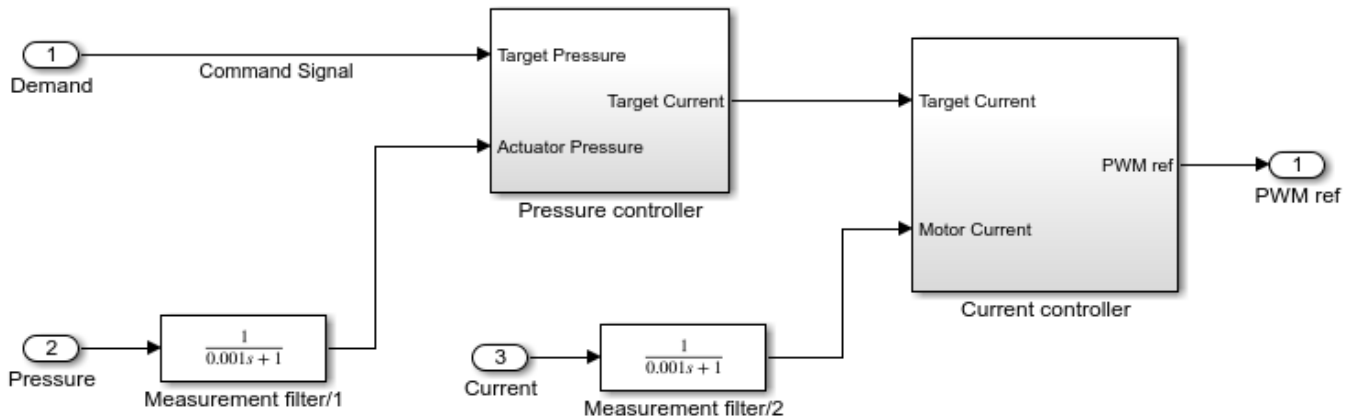 1
Demand
Command Signal
Target Pressure
Target Current
Actuator Pressure
Pressure controller
Target Current
PWM ref
Motor Current
Current controller
1
PWM ref
2
Pressure
1
0.001s + 1
Measurement filter/1
3
Current
1
0.001s + 1
Measurement filter/2